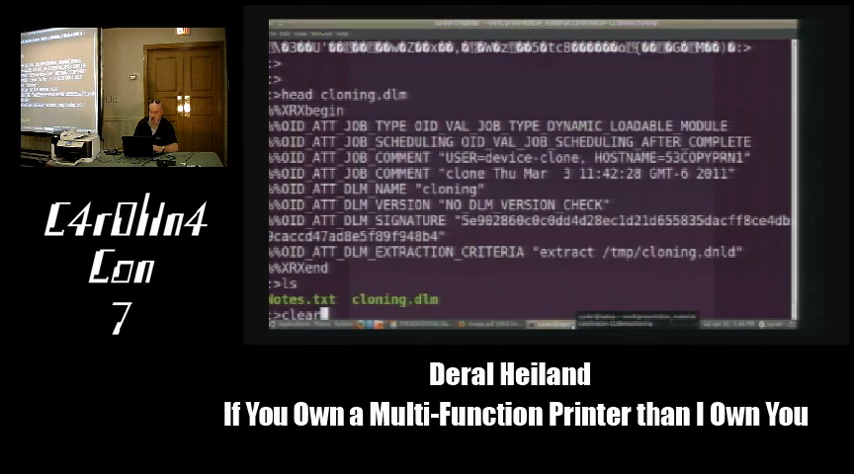 :>
:>
:>head cloning.dlm
%%XRXbegin
%%OID_ATT_JOB_TYPE OID_VAL_JOB_TYPE_DYNAMIC_LOADABLE_MODULE
%%OID_ATT_JOB_SCHEDULING OID_VAL_JOB_SCHEDULING_AFTER_COMPLETE
%%OID_ATT_JOB_COMMENT "USER=device-clone, HOSTNAME=53COPYPRN1"
%%OID_ATT_JOB_COMMENT "clone Thu Mar  3 11:42:28 GMT-6 2011"
%%OID_ATT_DLM_NAME "cloning"
%%OID_ATT_DLM_VERSION "NO_DLM_VERSION_CHECK"
%%OID_ATT_DLM_SIGNATURE
%%OID_ATT_DLM_EXTRACTION_CRITERIA "extract /tmp/cloning.dnld"
%%XRXend
:>ls
Notes.txt  cloning.dlm
:>clear
C4r0l1n4
Con
7
Deral Heiland
If You Own a Multi-Function Printer than I Own You